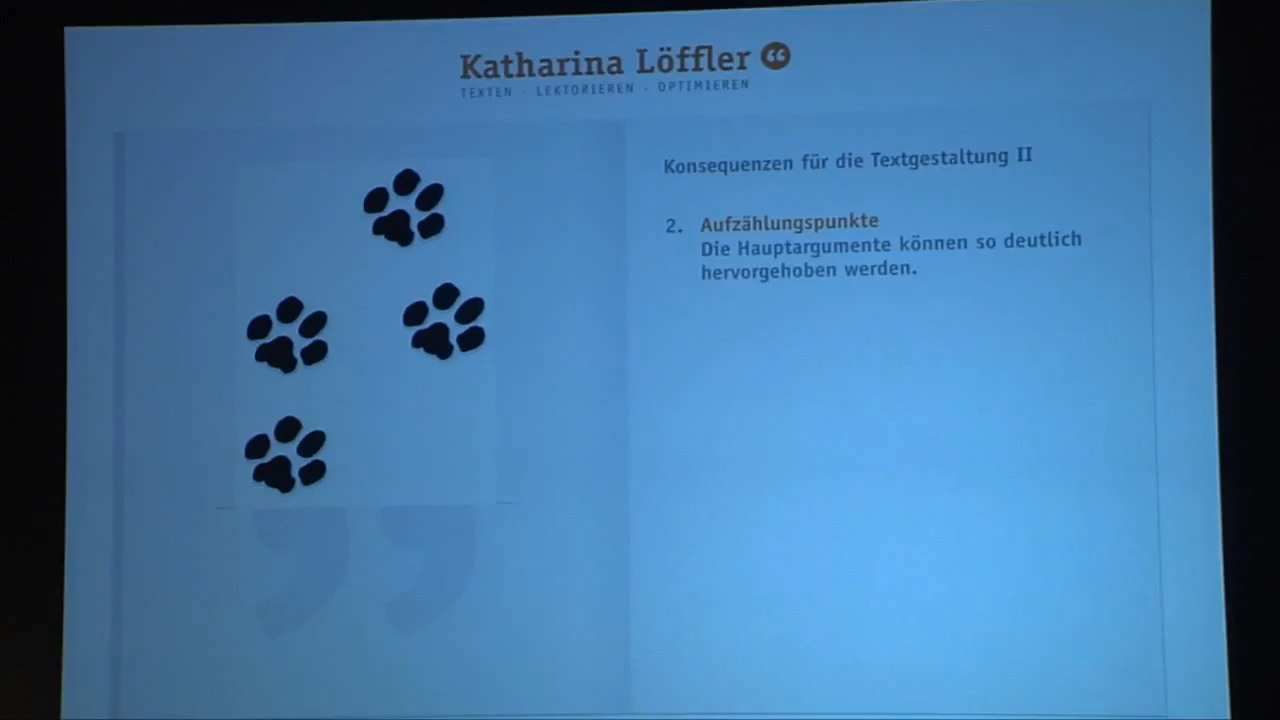 Katharina Löffler
TEXTEN · LEKTORIEREN · OPTIMIEREN
Konsequenzen für die Textgestaltung II
2. Aufzählungspunkte
Die Hauptargumente können so deutlich
hervorgehoben werden.